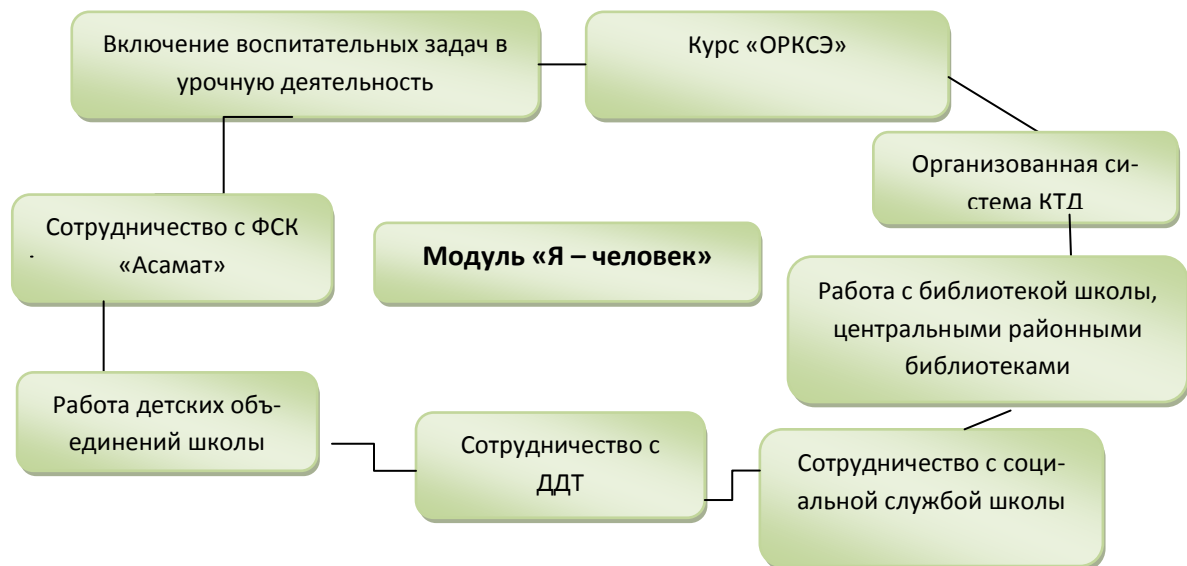 Включение воспитательных задач в
урочную деятельность
Курс «ОРКСЭ»
Организованная си-
стема КТД
Сотрудничество с ФСК
«Асамат»
Модуль «Я – человек»
Работа с библиотекой школы,
центральными районными
библиотеками
Работа детских объ-
единений школы
Сотрудничество с
ДДТ
Сотрудничество с соци-
альной службой школы